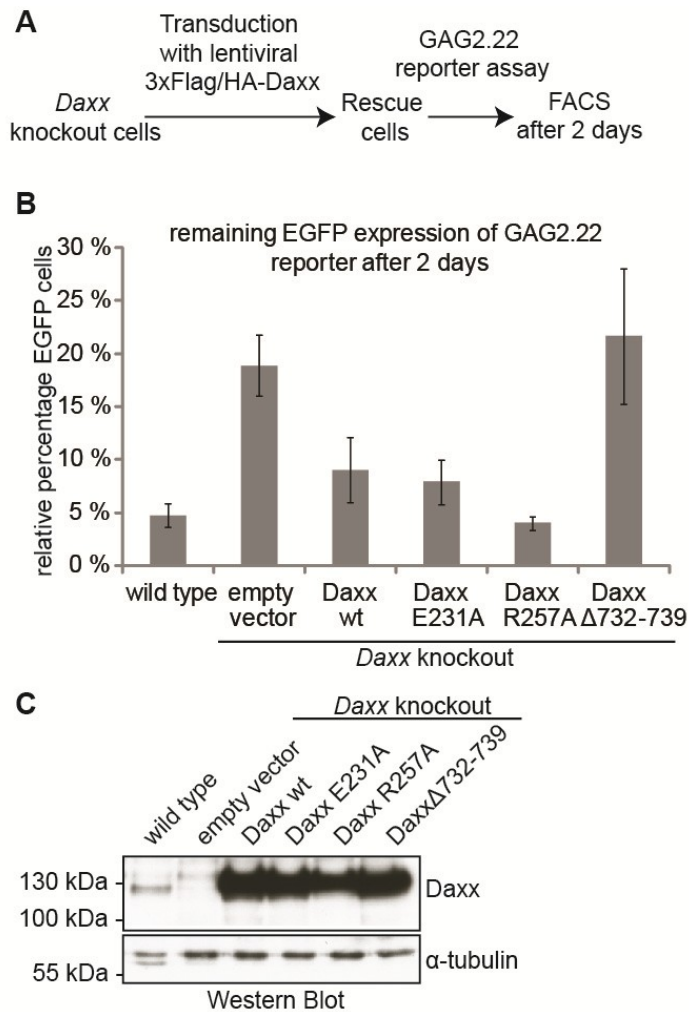 A
Transduction
with lentiviral
3xFlag/HA-Daxx
GAG2.22
reporter assay
Daxx
knockout cells
Rescue
cells
FACS
after 2 days
B
remaining EGFP expression of GAG2.22
reporter after 2 days
relative percentage EGFP cells
30 %
25 %
20 %
15 %
10 %
5 %
0 %
wild type
empty
vector
Daxx
wt
Daxx
E231A
Daxx
R257A
Daxx
Δ732-739
Daxx knockout
C
Daxx knockout
wild type
empty vector
Daxx wt
Daxx E231A
Daxx R257A
DaxxΔ732-739
130 kDa
100 kDa
Daxx
55 kDa
α-tubulin
Western Blot